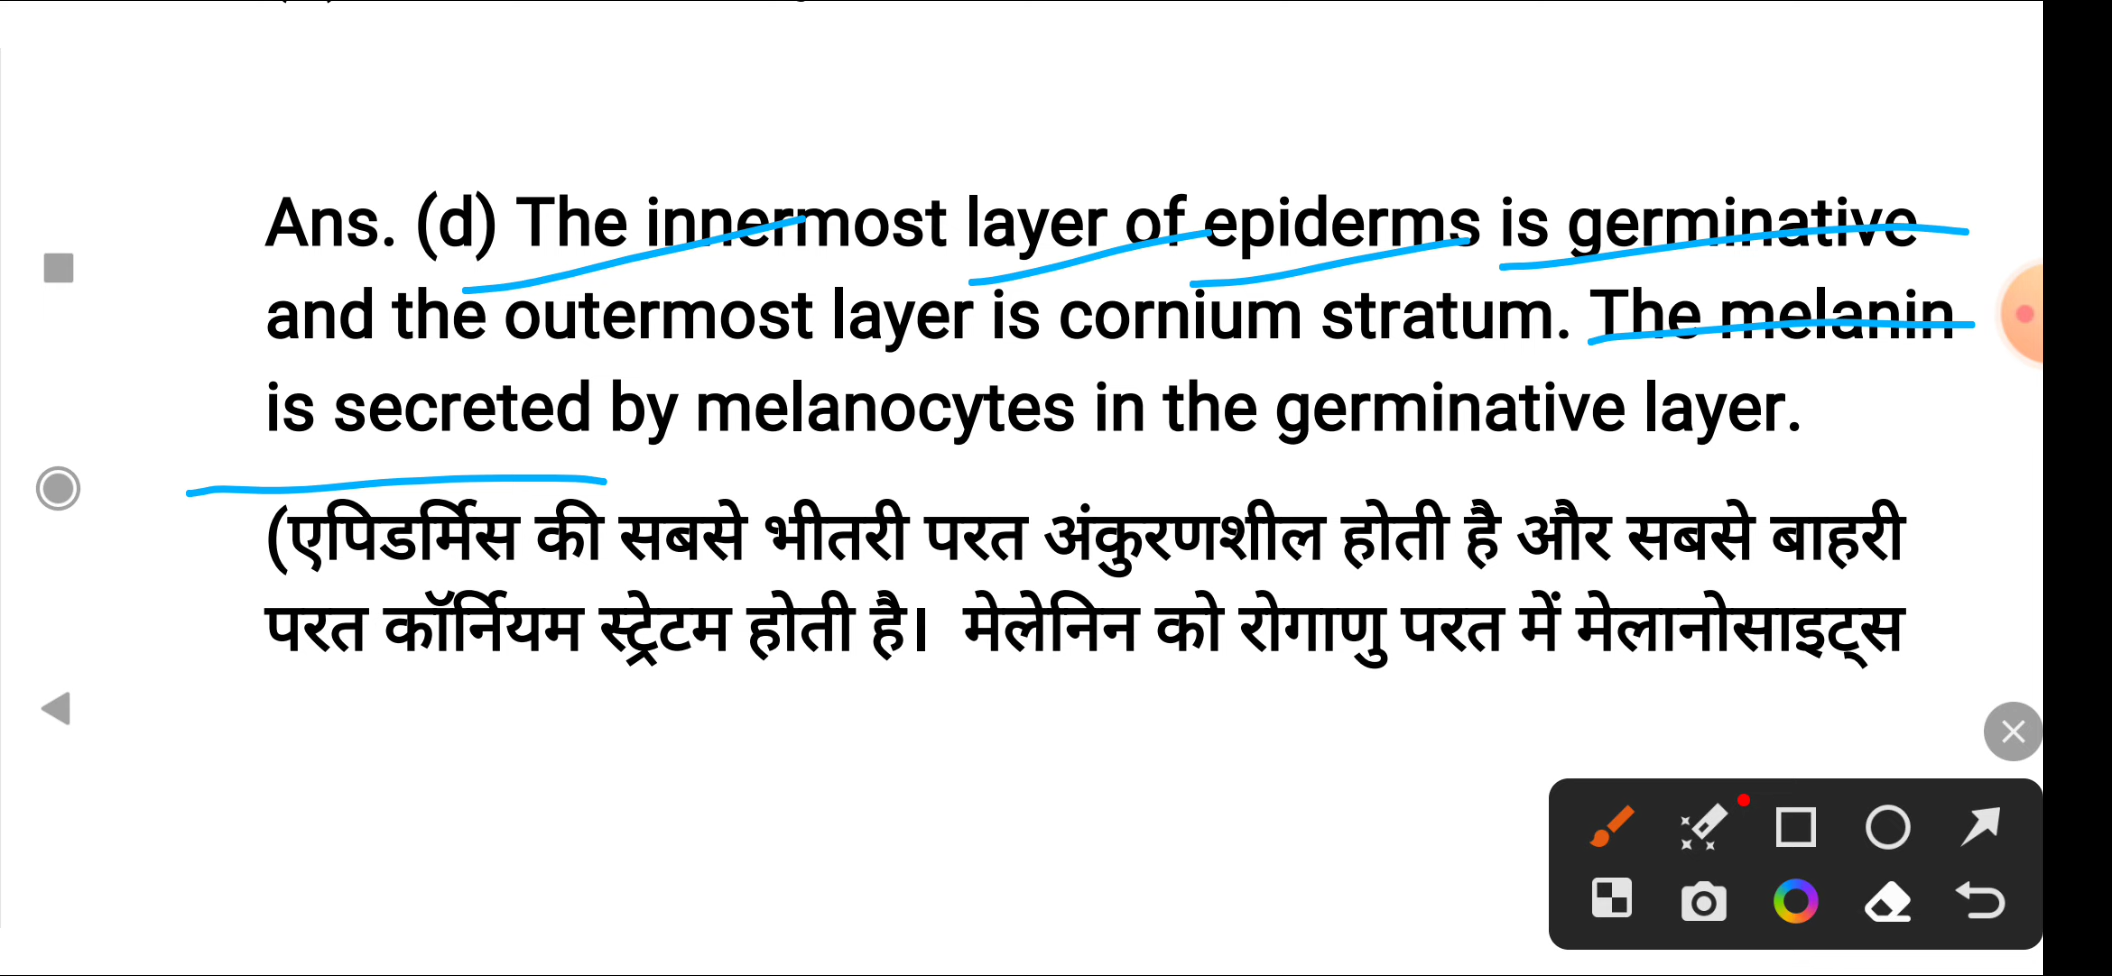 Ans. (d) The innermost layer of epiderms is germinative
and the outermost layer is cornium stratum. The melanin
is secreted by melanocytes in the germinative layer.
(एपिडर्मिस की सबसे भीतरी परत अंकुरणशील होती है और सबसे बाहरी
परत कॉर्नियम स्ट्रेटम होती है। मेलेनिन को रोगाणु परत में मेलानोसाइट्स